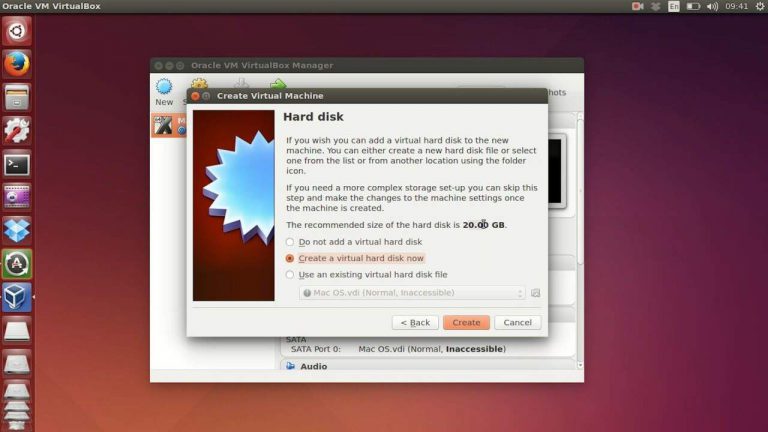 Oracle VM VirtualBox
En
09:41
Oracle VM VirtualBox Manager
New
Create Virtual Machine
Hard disk
If you wish you can add a virtual hard disk to the new
machine. You can either create a new hard disk file or select
one from the list or from another location using the folder
icon.
If you need a more complex storage set-up you can skip this
step and make the changes to the machine settings once
the machine is created.
The recommended size of the hard disk is 20.00 GB.
Do not add a virtual hard disk
Create a virtual hard disk now
Use an existing virtual hard disk file
Mac OS.vdi (Normal, Inaccessible)
< Back
Create
Cancel
SATA
SATA Port 0: Mac OS.vdi (Normal, Inaccessible)
Audio